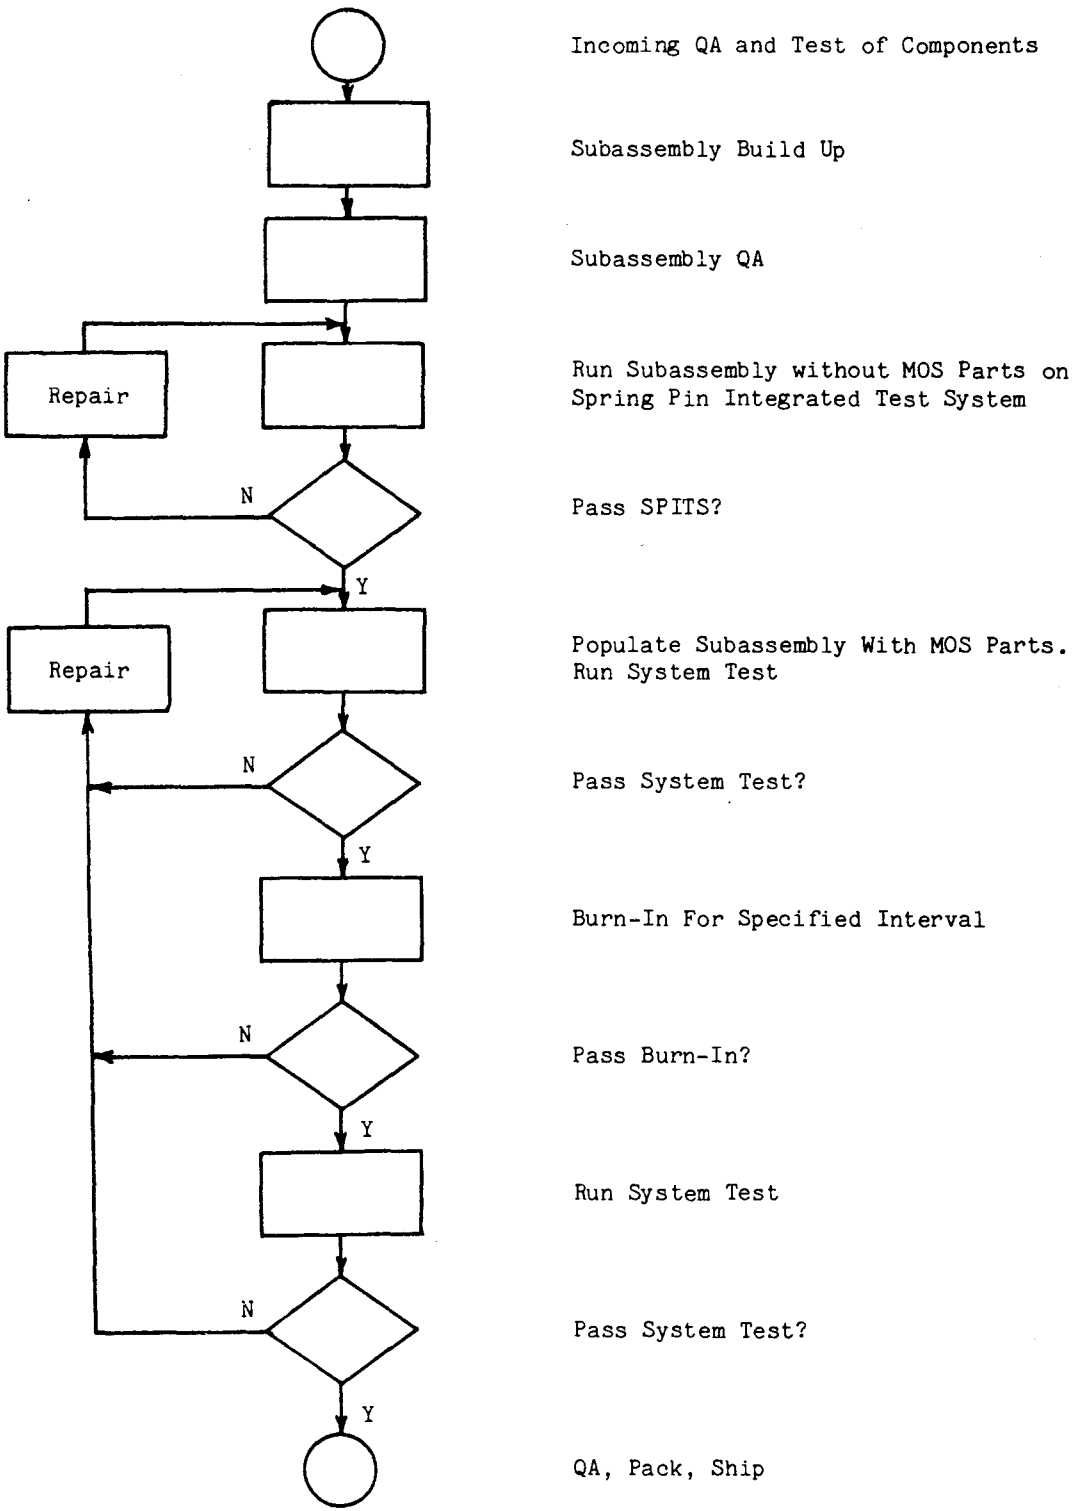 Incoming QA and Test of Components
Subassembly Build Up
Subassembly QA
Repair
Run Subassembly without MOS Parts on
Spring Pin Integrated Test System
N
Pass SPITS?
Y
Repair
Populate Subassembly With MOS Parts.
Run System Test
N
Pass System Test?
Y
Burn-In For Specified Interval
N
Pass Burn-In?
Y
Run System Test
N
Pass System Test?
Y
QA, Pack, Ship